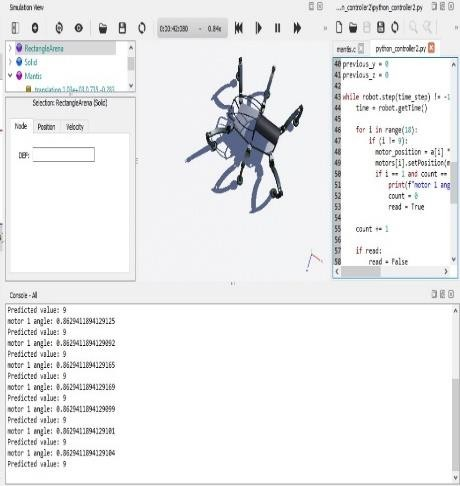 Simulation View
0:00:42:080 - 0.84x
RectangleArena
Solid
Mantis
Selection: RectangleArena (Solid)
Node Position Velocity
DEF:
...n_controller2\python_controller2.py
mantis.c python_controller2.py
40 previous_y = 0
41 previous_z = 0
42
43 while robot.step(time_step) != -1
44 time = robot.getTime()
45
46 for i in range(18):
47 if (i != 9):
48 motor_position = a[i] *
49 motors[i].setPosition(m
50 if i == 1 and count ==
51 print(f"motor 1 ang
52 count = 0
53 read = True
54
55 count += 1
56
57 if read:
58 read = False
Console - All
Predicted value: 9
motor 1 angle: 0.8629411894129125
Predicted value: 9
motor 1 angle: 0.8629411894129092
Predicted value: 9
motor 1 angle: 0.8629411894129165
Predicted value: 9
motor 1 angle: 0.8629411894129169
Predicted value: 9
motor 1 angle: 0.8629411894129099
Predicted value: 9
motor 1 angle: 0.8629411894129101
Predicted value: 9
motor 1 angle: 0.8629411894129104
Predicted value: 9